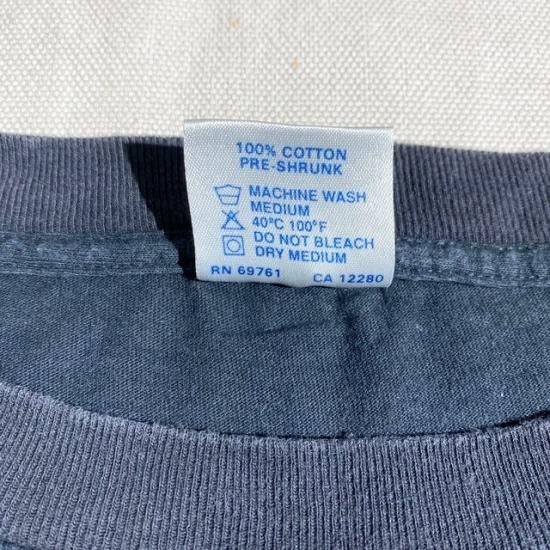 100% COTTON
PRE-SHRUNK
MACHINE WASH
MEDIUM
40°C 100°F
DO NOT BLEACH
DRY MEDIUM
RN 69761 CA 12280